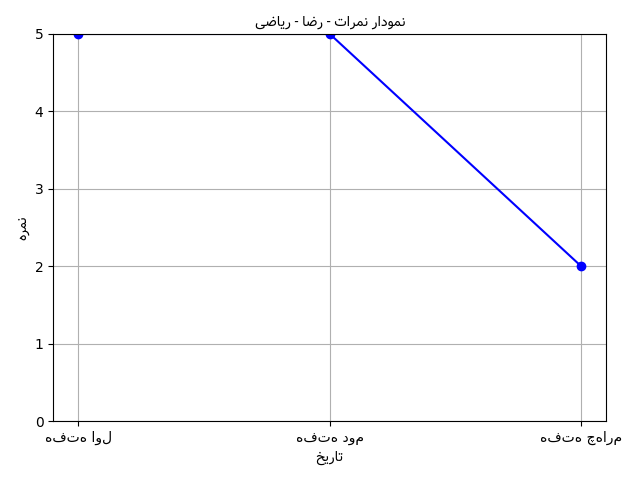 نمودار نمرات - رضا - ریاضی
5
4
3
2
1
0
نمره
هفته اول
هفته دوم
هفته چهارم
تاریخ